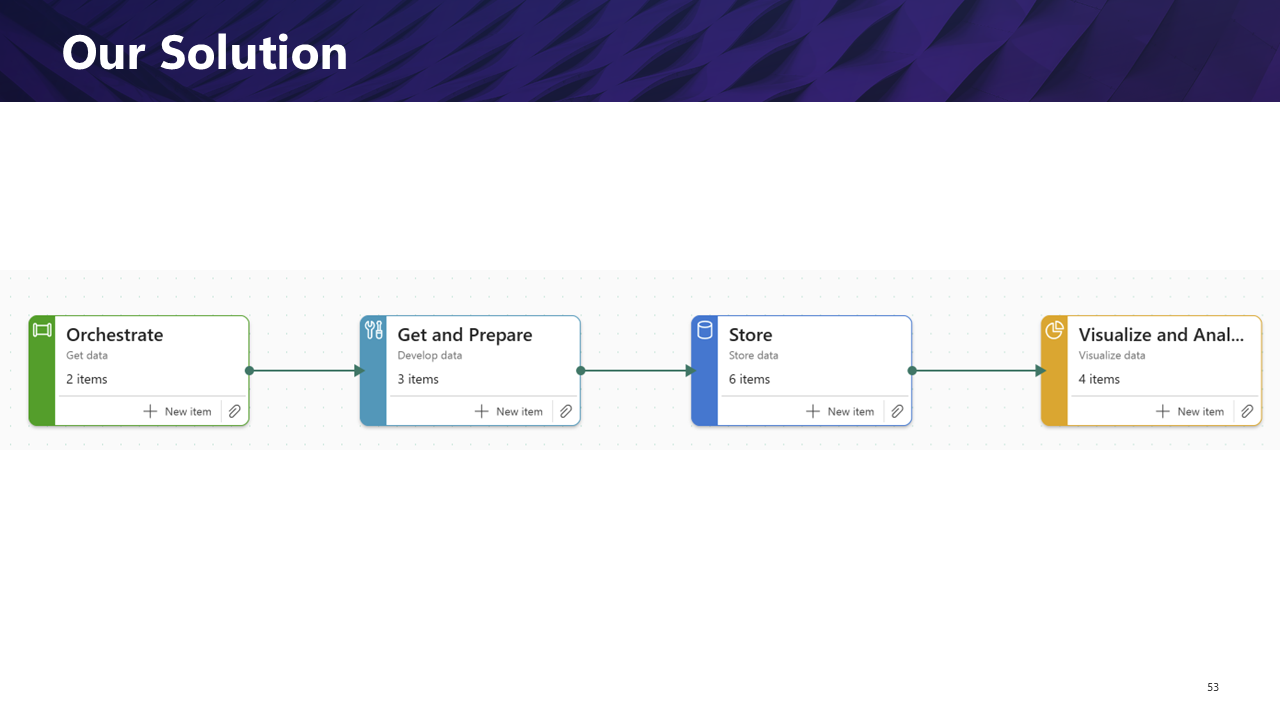 Our Solution
Orchestrate
Get data
2 items
New item
Get and Prepare
Develop data
3 items
New item
Store
Store data
6 items
New item
Visualize and Anal...
Visualize data
4 items
New item
53